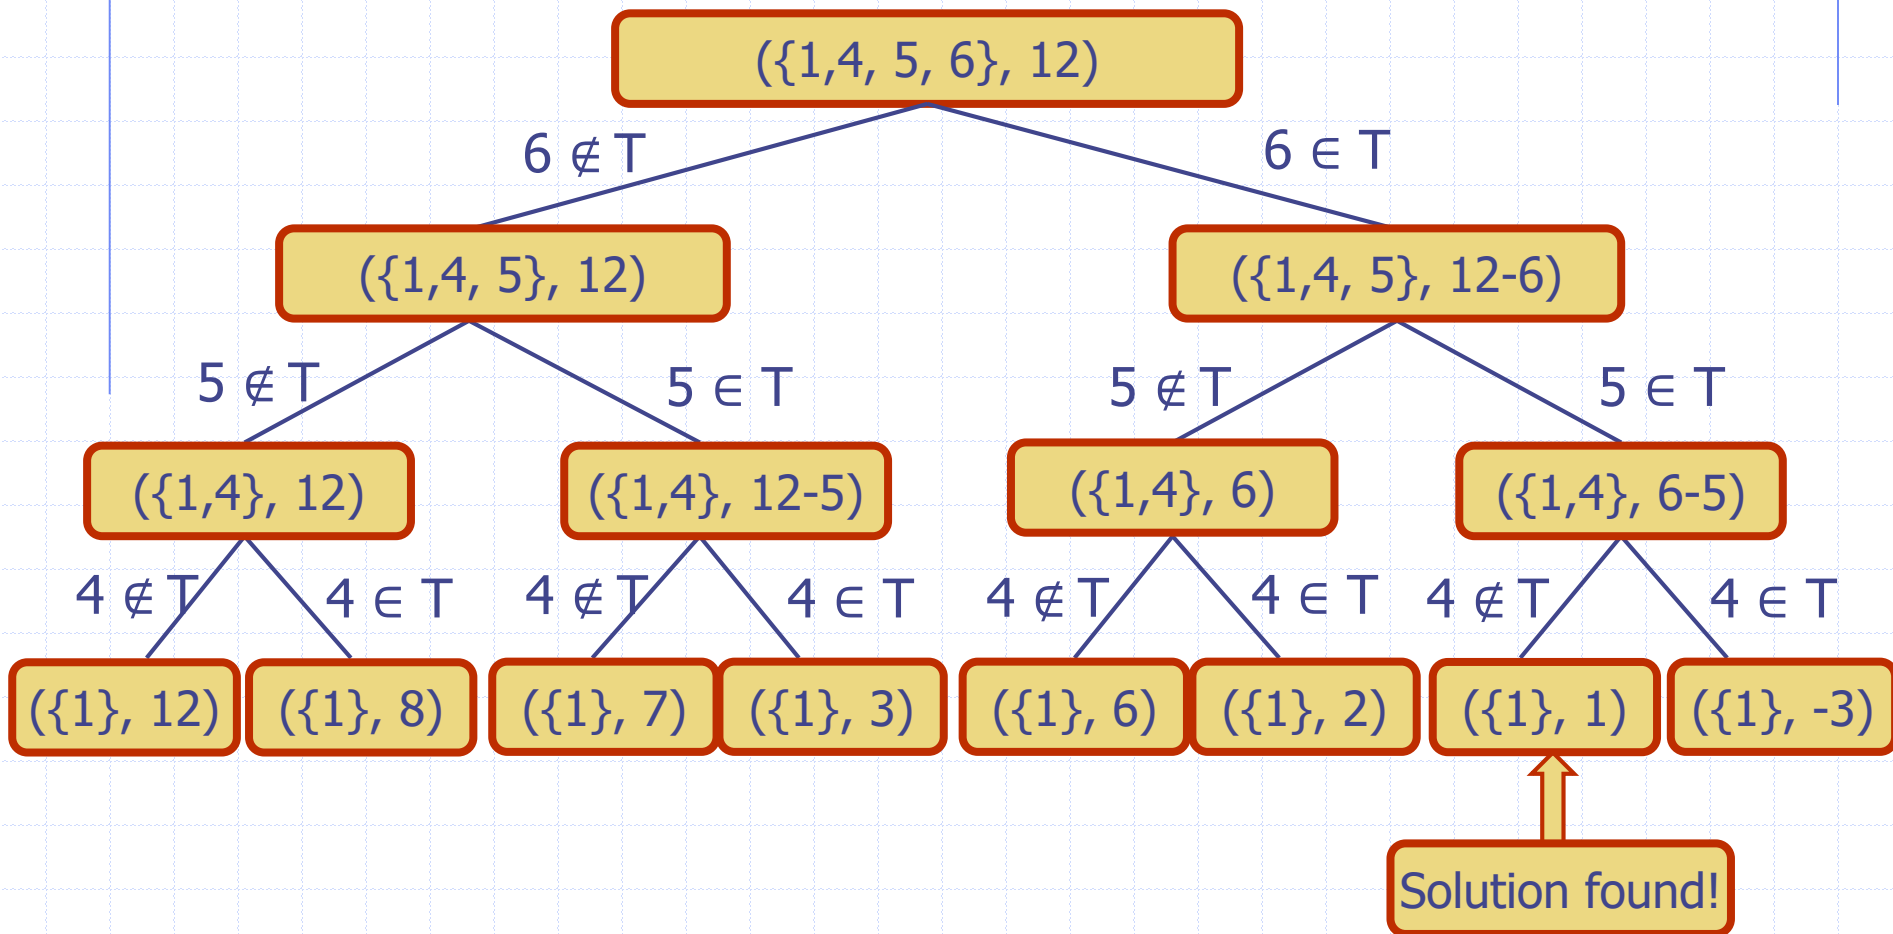 ({1,4, 5, 6}, 12)
6 ∉ T
6 ∈ T
({1,4, 5}, 12)
({1,4, 5}, 12-6)
5 ∉ T
5 ∈ T
5 ∉ T
5 ∈ T
({1,4}, 12)
({1,4}, 12-5)
({1,4}, 6)
({1,4}, 6-5)
4 ∉ T
4 ∈ T
4 ∉ T
4 ∈ T
4 ∉ T
4 ∈ T
4 ∉ T
4 ∈ T
({1}, 12)
({1}, 8)
({1}, 7)
({1}, 3)
({1}, 6)
({1}, 2)
({1}, 1)
({1}, -3)
Solution found!